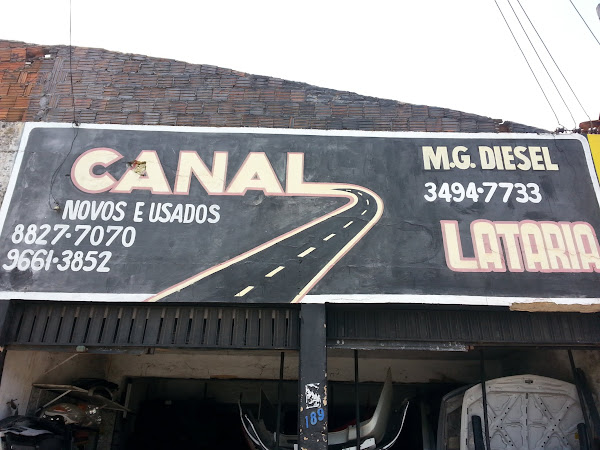 CANAL
NOVOS E USADOS
8827-7070
9661-3852
M.G. DIESEL
3494-7733
LATARIA
189